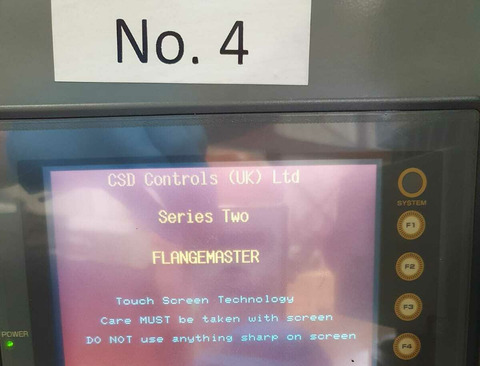 No. 4
CSD Controls (UK) Ltd
Series Two
FLANGEMASTER
Touch Screen Technology
Care MUST be taken with screen
DO NOT use anything sharp on screen
SYSTEM
F1
F2
F3
F4
POWER